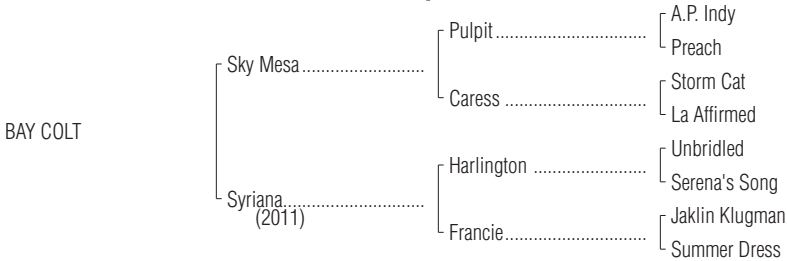 A.P. Indy
Pulpit..............................
Preach
Sky Mesa.........................
Storm Cat
Caress .............................
La Affirmed
BAY COLT
Unbridled
Harlington .......................
Serena's Song
Syriana.............................
(2011)
Jaklin Klugman
Francie.............................
Summer Dress